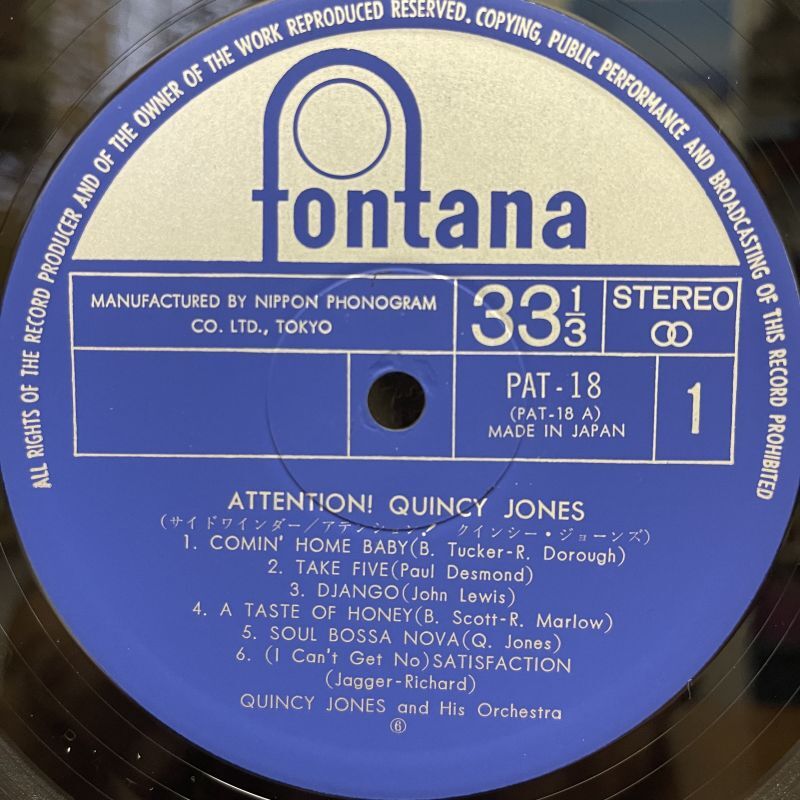 ALL RIGHTS OF THE RECORD PRODUCER AND OF THE OWNER OF THE WORK REPRODUCED RESERVED. COPYING, PUBLIC PERFORMANCE AND BROADCASTING OF THIS RECORD PROHIBITED
fontana
MANUFACTURED BY NIPPON PHONOGRAM
CO. LTD., TOKYO
33 1/3
STEREO
PAT-18
(PAT-18 A)
MADE IN JAPAN
1
ATTENTION! QUINCY JONES
(サイドワインダー/アテンション! クインシー・ジョーンズ)
1. COMIN' HOME BABY(B. Tucker-R. Dorough)
2. TAKE FIVE(Paul Desmond)
3. DJANGO(John Lewis)
4. A TASTE OF HONEY(B. Scott-R. Marlow)
5. SOUL BOSSA NOVA(Q. Jones)
6. (I Can't Get No)SATISFACTION
(Jagger-Richard)
QUINCY JONES and His Orchestra
⑥